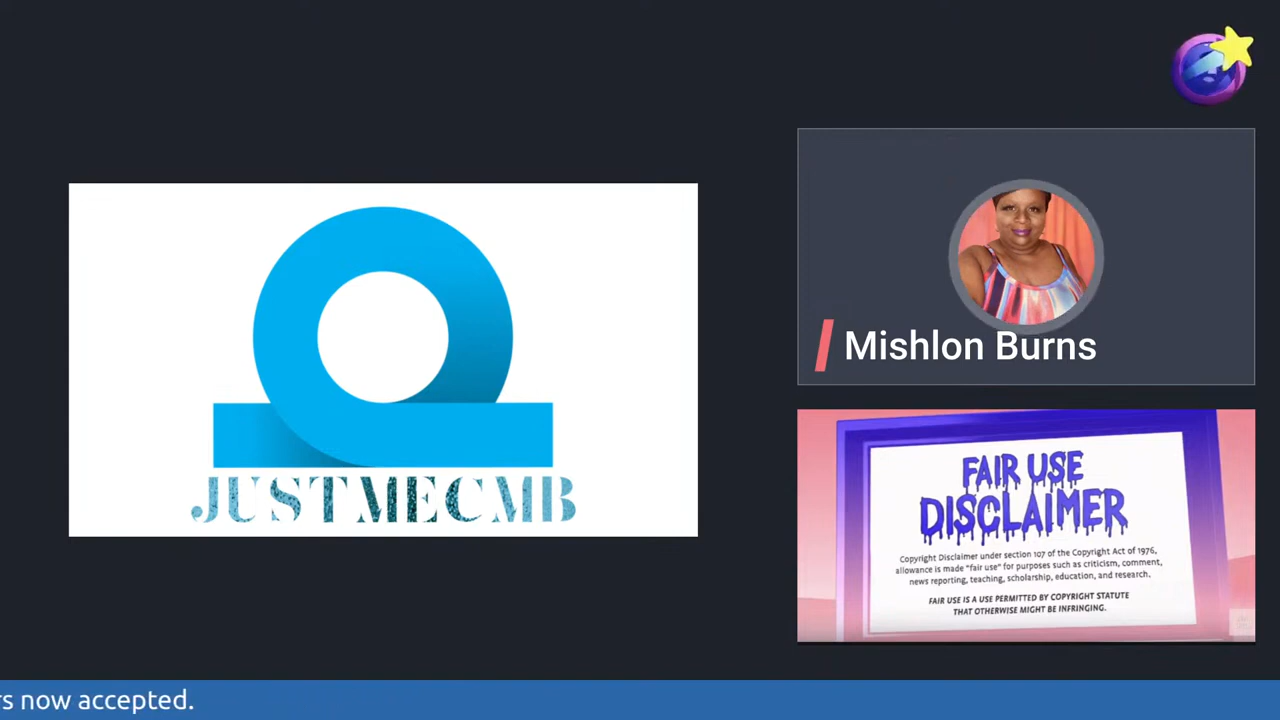 JUSTMECMB
Mishlon Burns
FAIR USE
DISCLAIMER
Copyright Disclaimer under section 107 of the Copyright Act of 1976,
allowance is made "fair use" for purposes such as criticism, comment,
news reporting, teaching, scholarship, education, and research.
FAIR USE IS A USE PERMITTED BY COPYRIGHT STATUTE
THAT OTHERWISE MIGHT BE INFRINGING.
now accepted.